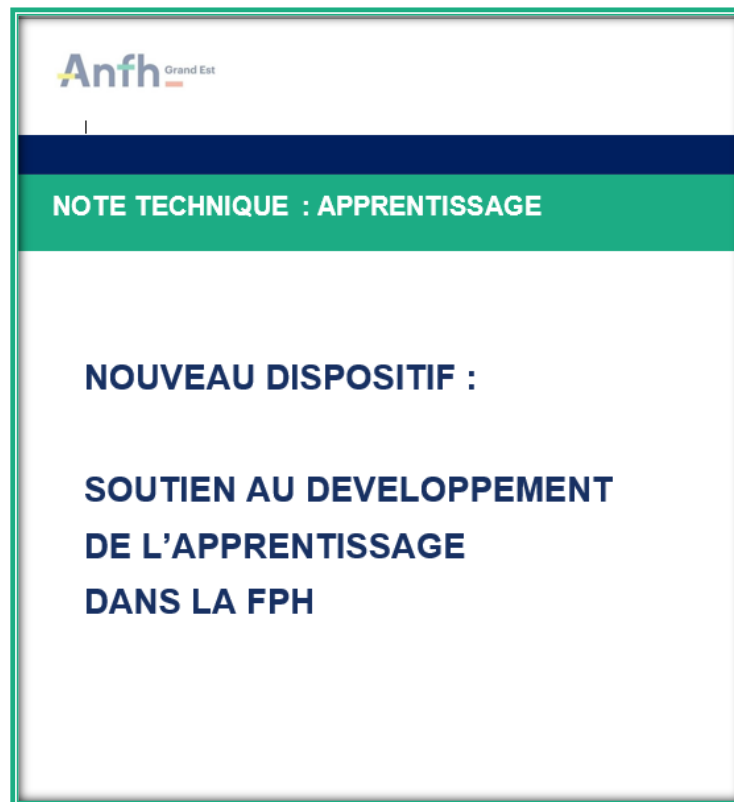 Anfh Grand Est
NOTE TECHNIQUE : APPRENTISSAGE
NOUVEAU DISPOSITIF :
SOUTIEN AU DEVELOPPEMENT
DE L’APPRENTISSAGE
DANS LA FPH